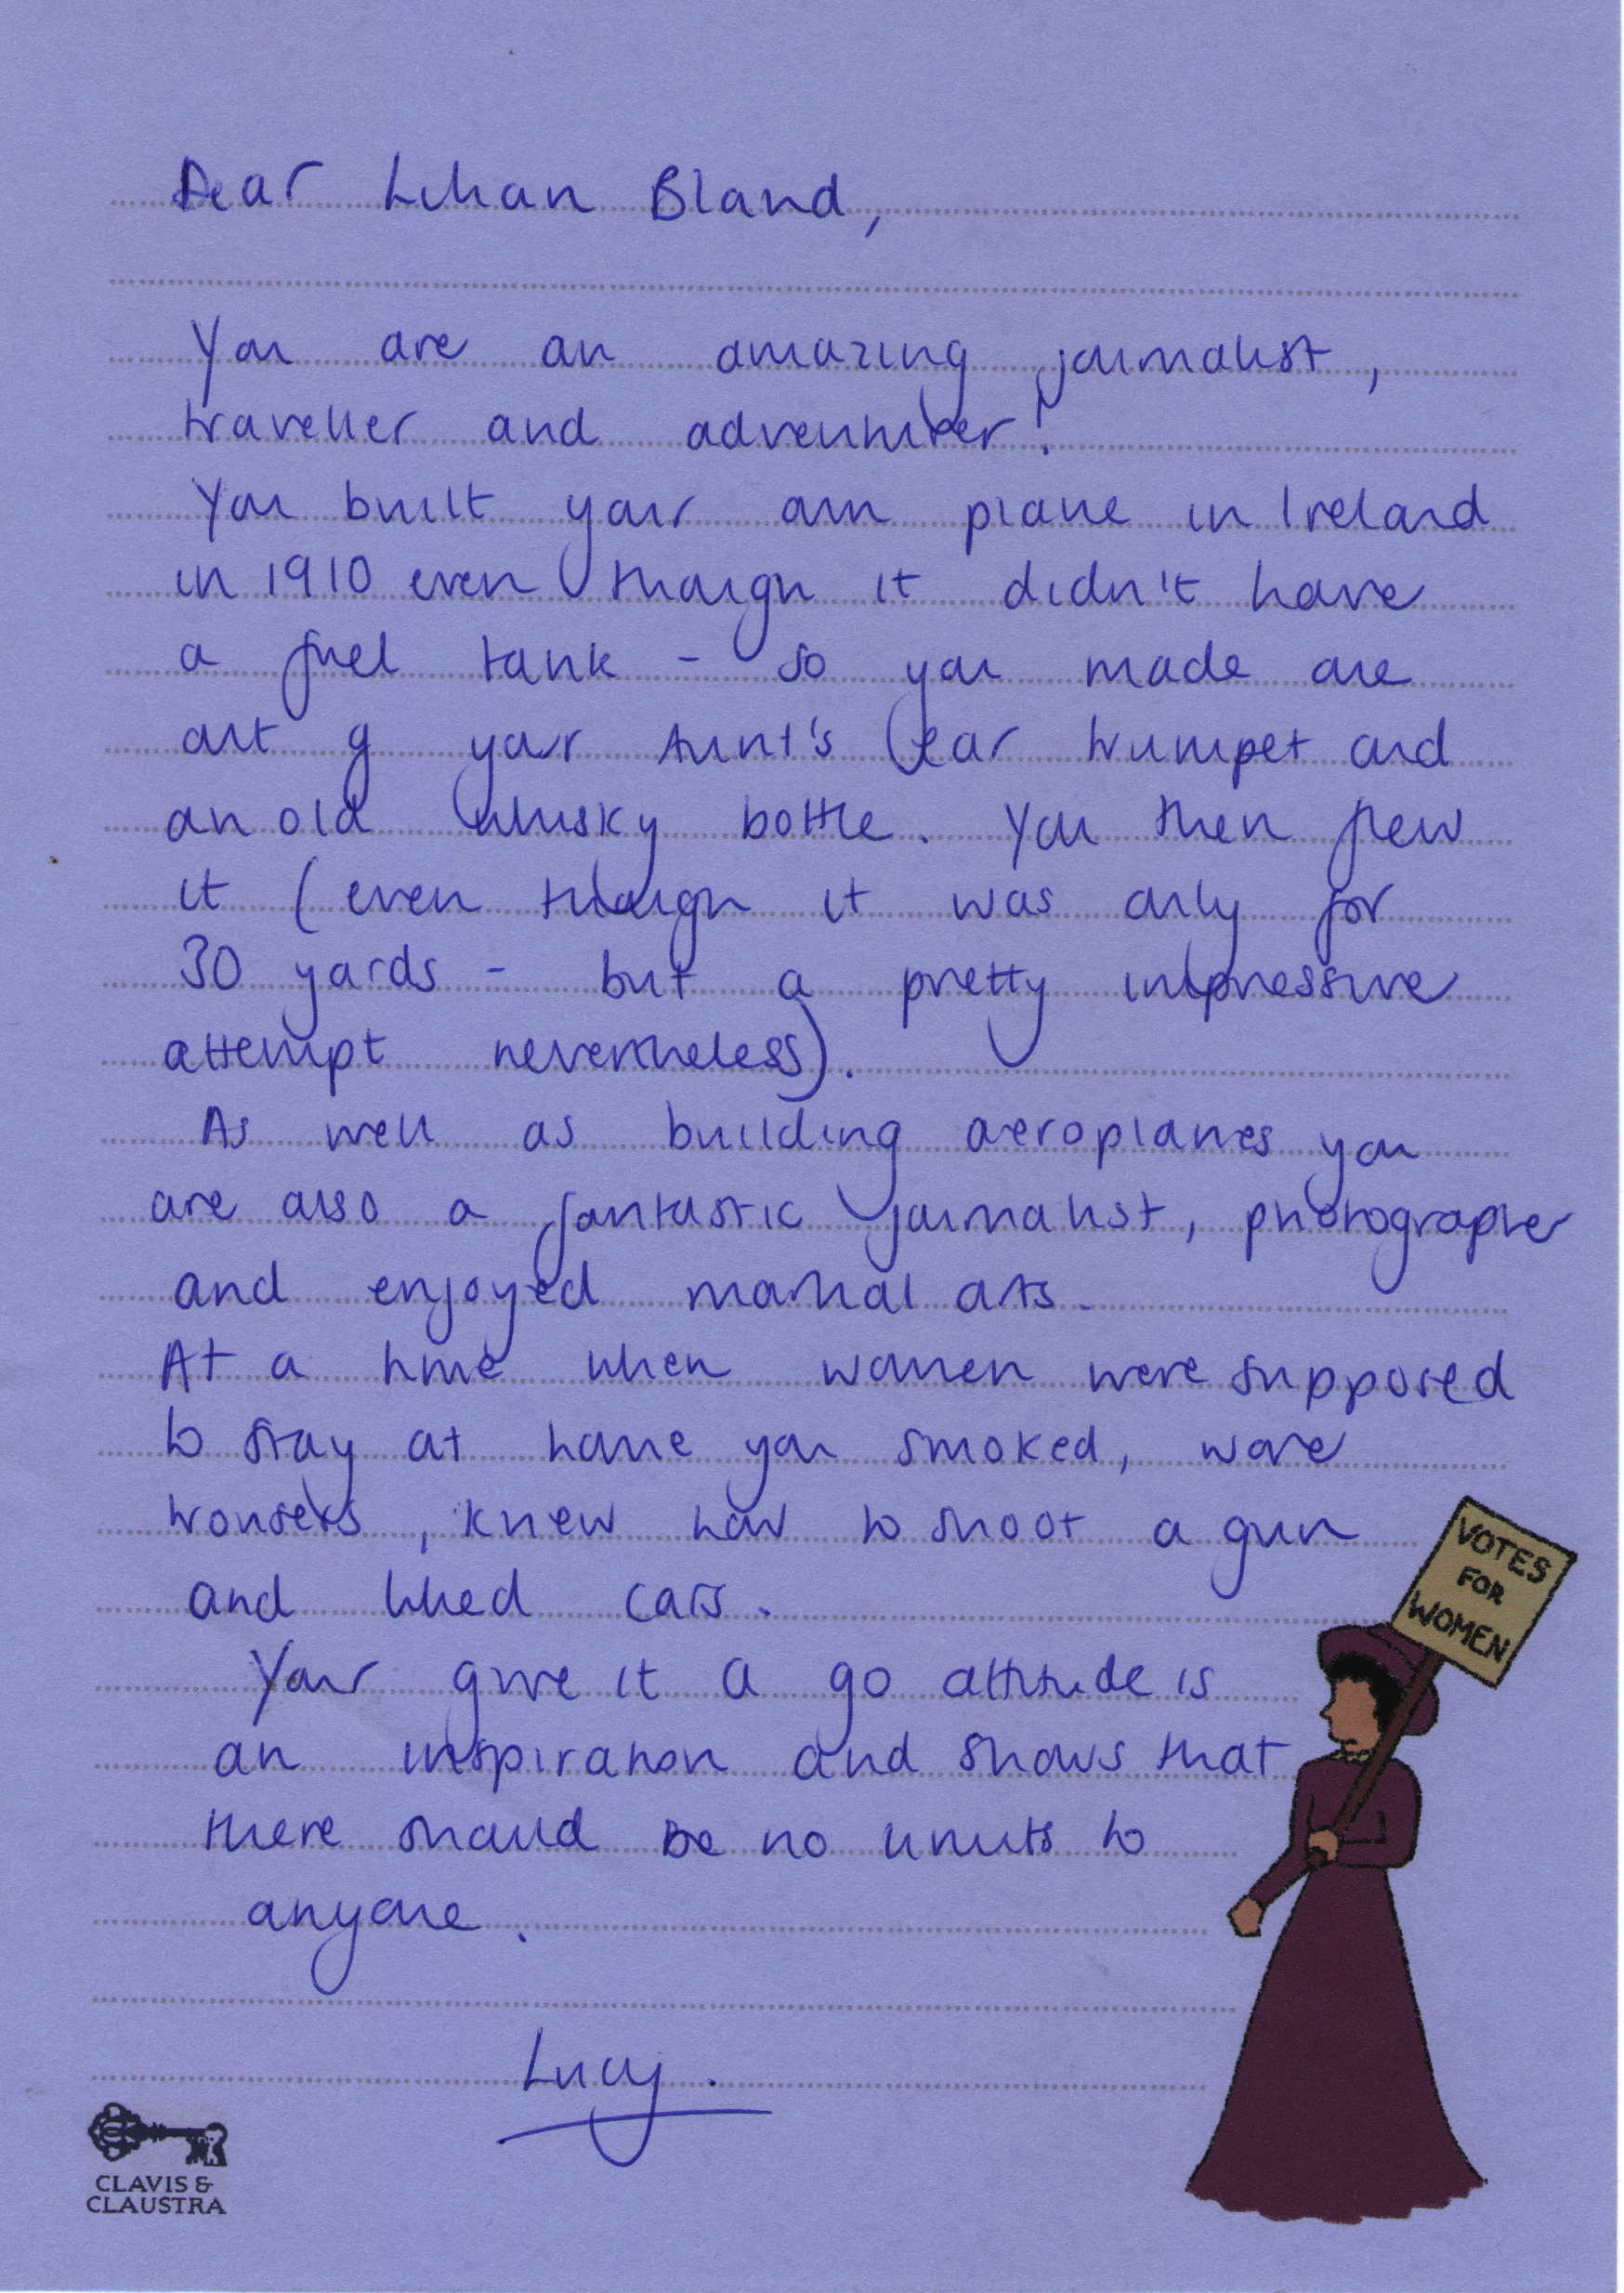 Dear Lilian Bland,
You are an amazing journalist,
traveller and adventurer!
You built your own plane in Ireland
in 1910 even though it didn't have
a fuel tank - so you made one
out of your Aunt's ear trumpet and
an old whisky bottle. You then flew
it (even though it was only for
30 yards - but a pretty impressive
attempt nevertheless).
As well as building aeroplanes you
are also a fantastic journalist, photographer
and enjoyed martial arts.
At a time when women were supposed
to stay at home you smoked, wore
trousers, knew how to shoot a gun
and liked cars.
Your give it a go attitude is
an inspiration and shows that
there should be no limits to
anyone.
Lucy.
VOTES
FOR
WOMEN
CLAVIS &
CLAUSTRA